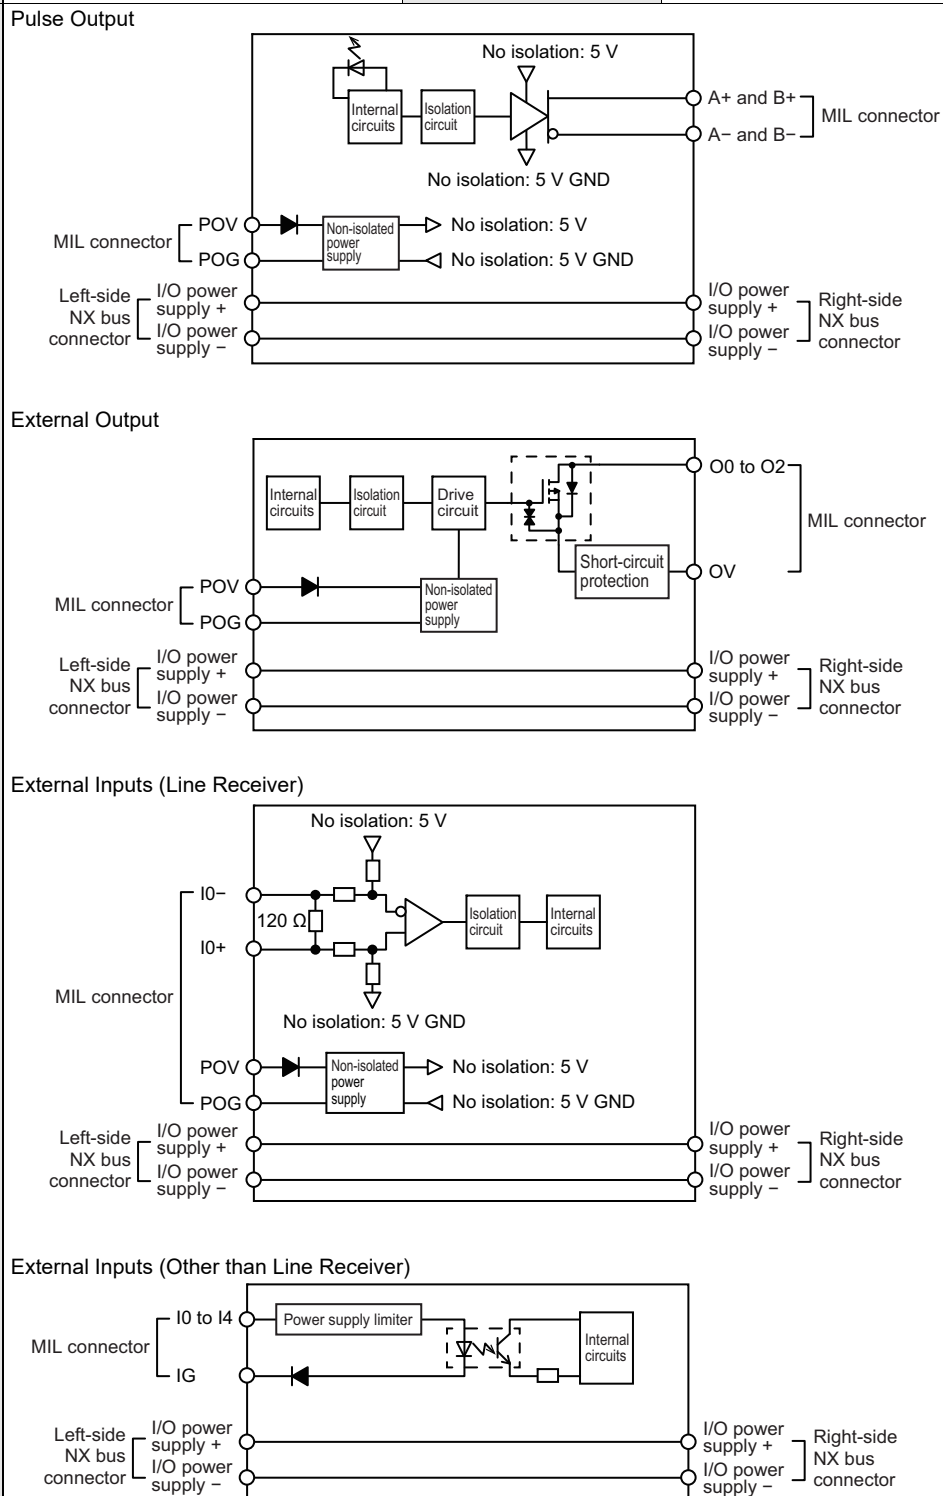 Pulse Output
No isolation: 5 V
Internal
circuits
Isolation
circuit
A+ and B+
A− and B−
MIL connector
No isolation: 5 V GND
MIL connector
POV
POG
Non-isolated
power
supply
No isolation: 5 V
No isolation: 5 V GND
Left-side
NX bus
connector
I/O power
supply +
I/O power
supply −
I/O power
supply +
I/O power
supply −
Right-side
NX bus
connector
External Output
Internal
circuits
Isolation
circuit
Drive
circuit
O0 to O2
MIL connector
Short-circuit
protection
OV
MIL connector
POV
POG
Non-isolated
power
supply
Left-side
NX bus
connector
I/O power
supply +
I/O power
supply −
I/O power
supply +
I/O power
supply −
Right-side
NX bus
connector
External Inputs (Line Receiver)
No isolation: 5 V
I0−
120 Ω
I0+
Isolation
circuit
Internal
circuits
MIL connector
No isolation: 5 V GND
POV
POG
Non-isolated
power
supply
No isolation: 5 V
No isolation: 5 V GND
Left-side
NX bus
connector
I/O power
supply +
I/O power
supply −
I/O power
supply +
I/O power
supply −
Right-side
NX bus
connector
External Inputs (Other than Line Receiver)
MIL connector
I0 to I4
IG
Power supply limiter
Internal
circuits
Left-side
NX bus
connector
I/O power
supply +
I/O power
supply −
I/O power
supply +
I/O power
supply −
Right-side
NX bus
connector